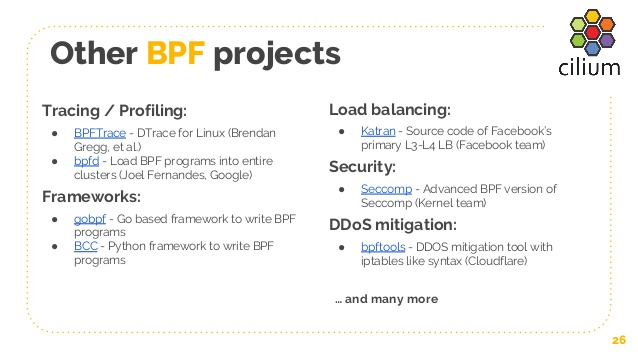 Other BPF projects
cilium
Tracing / Profiling:
● BPFTrace - DTrace for Linux (Brendan
Gregg, et.al.)
● bpfd - Load BPF programs into entire
clusters (Joel Fernandes, Google)
Frameworks:
● gobpf - Go based framework to write BPF
programs
● BCC - Python framework to write BPF
programs
Load balancing:
● Katran - Source code of Facebook's
primary L3-L4 LB (Facebook team)
Security:
● Seccomp - Advanced BPF version of
Seccomp (Kernel team)
DDoS mitigation:
● bpftools - DDOS mitigation tool with
iptables like syntax (Cloudflare)
... and many more
26